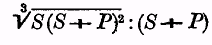 ∛S(S + P)² : (S + P)